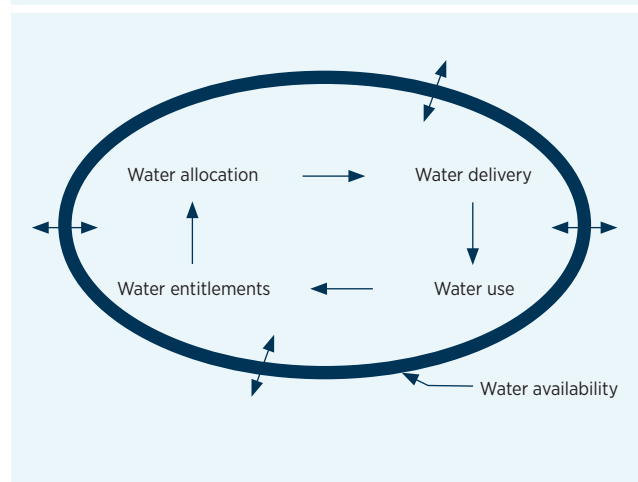 Water allocation
Water delivery
Water entitlements
Water use
Water availability